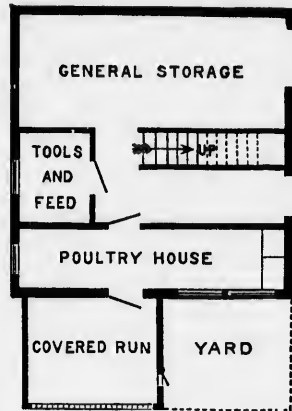 GENERAL STORAGE
UP
TOOLS
AND
FEED
POULTRY HOUSE
COVERED RUN
YARD